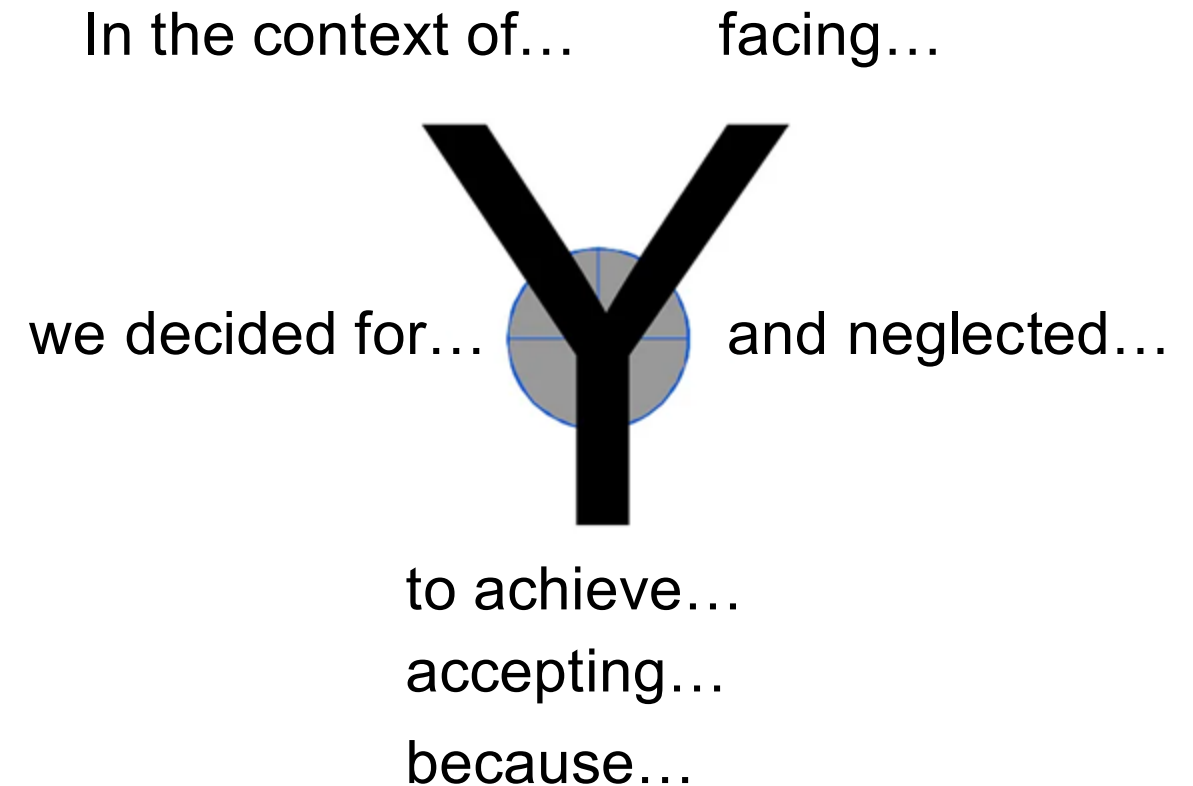 In the context of… facing…
Y
we decided for… and neglected…
to achieve…
accepting…
because…